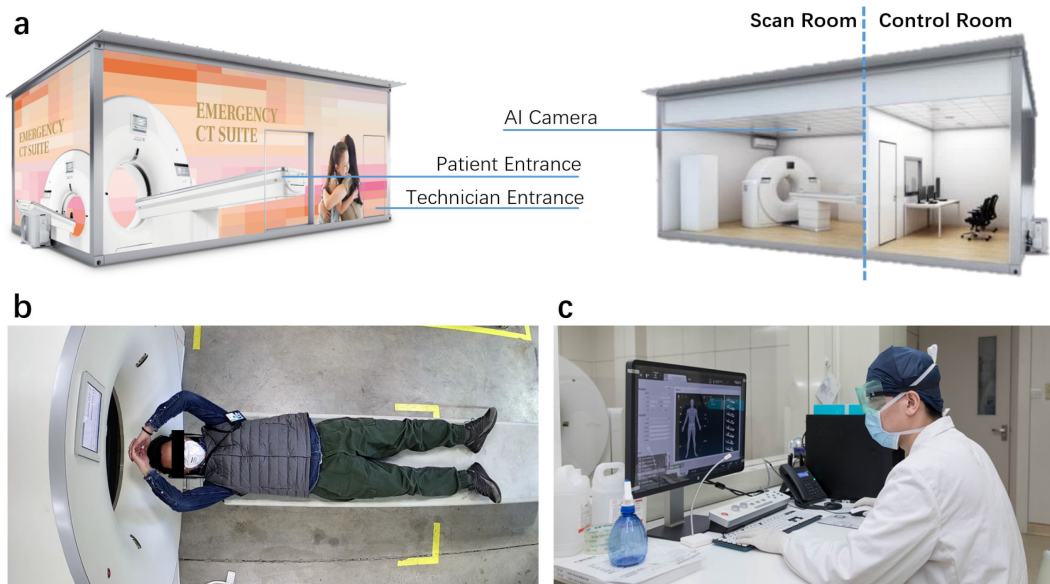 a
Scan Room
Control Room
EMERGENCY
CT SUITE
EMERGENCY
CT SUITE
AI Camera
Patient Entrance
Technician Entrance
b
c